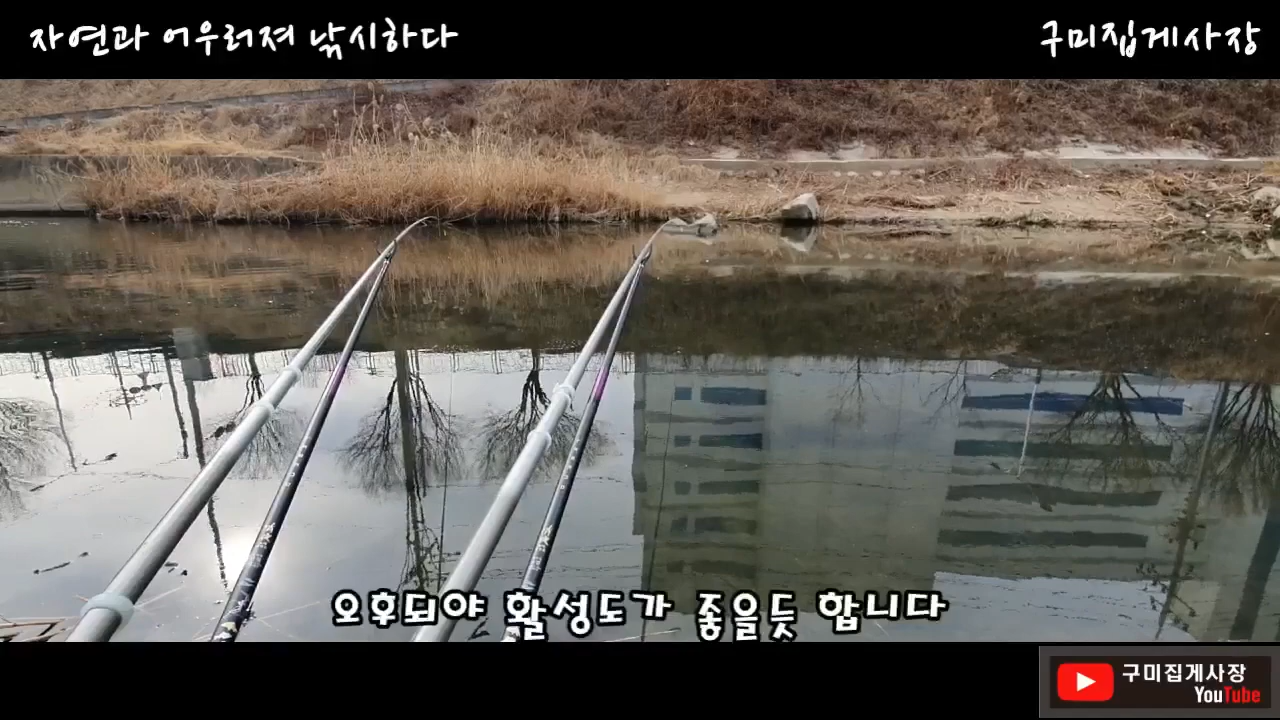 자연과 어우러져 낚시하다
구미집게사장
오후되야 활성도가 좋을듯 합니다
구미집게사장
YouTube